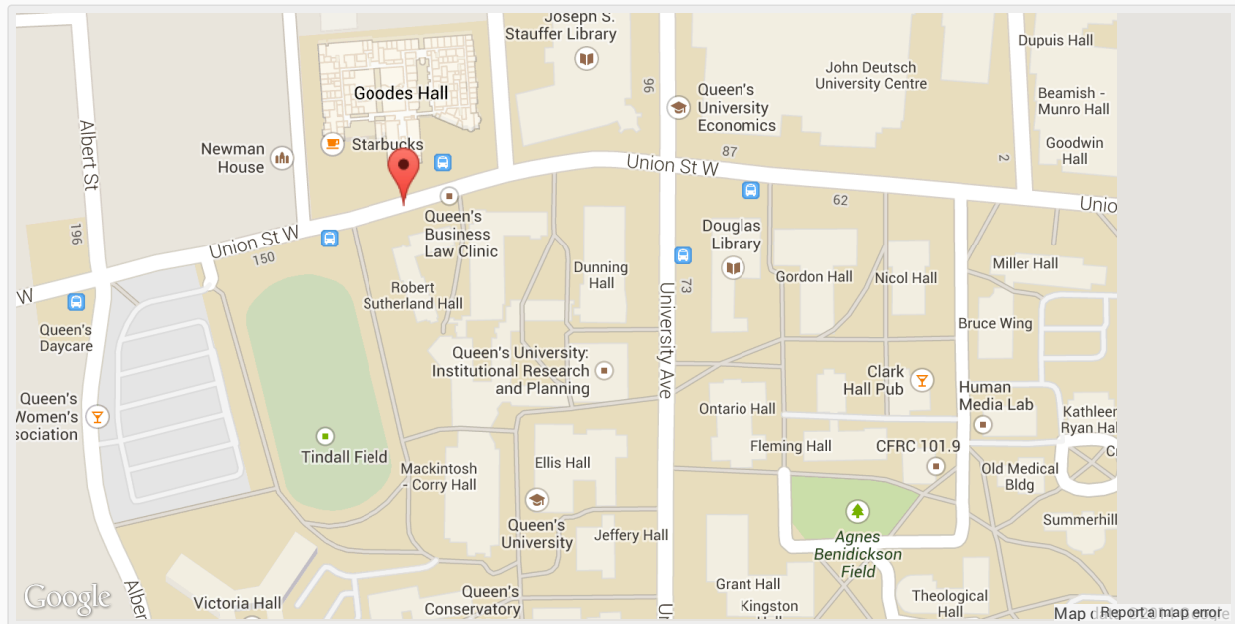 Joseph S.
Stauffer Library
Dupuis Hall
John Deutsch
University Centre
Goodes Hall
96
Queen's
University
Economics
Beamish -
Munro Hall
Albert St
Starbucks
Newman
House
Goodwin
Hall
87
2
Union St W
62
Unio
196
Queen's
Business
Law Clinic
Union St W
150
Douglas
Library
Dunning
Hall
Gordon Hall
Nicol Hall
Miller Hall
73
W
Robert
Sutherland Hall
University Ave
Bruce Wing
Queen's
Daycare
Queen's University:
Institutional Research
and Planning
Clark
Hall Pub
Human
Media Lab
Queen's
Women's
sociation
Ontario Hall
Kathleen
Ryan Hal
Fleming Hall
CFRC 101.9
Tindall Field
Mackintosh
- Corry Hall
Ellis Hall
Old Medical
Bldg
Queen's
University
Jeffery Hall
Summerhill
Agnes
Benidickson
Field
Grant Hall
Kingston
Hall
Theological
Hall
Victoria Hall
Queen's
Conservatory
Alber
Google
Un
Map
Report a map error